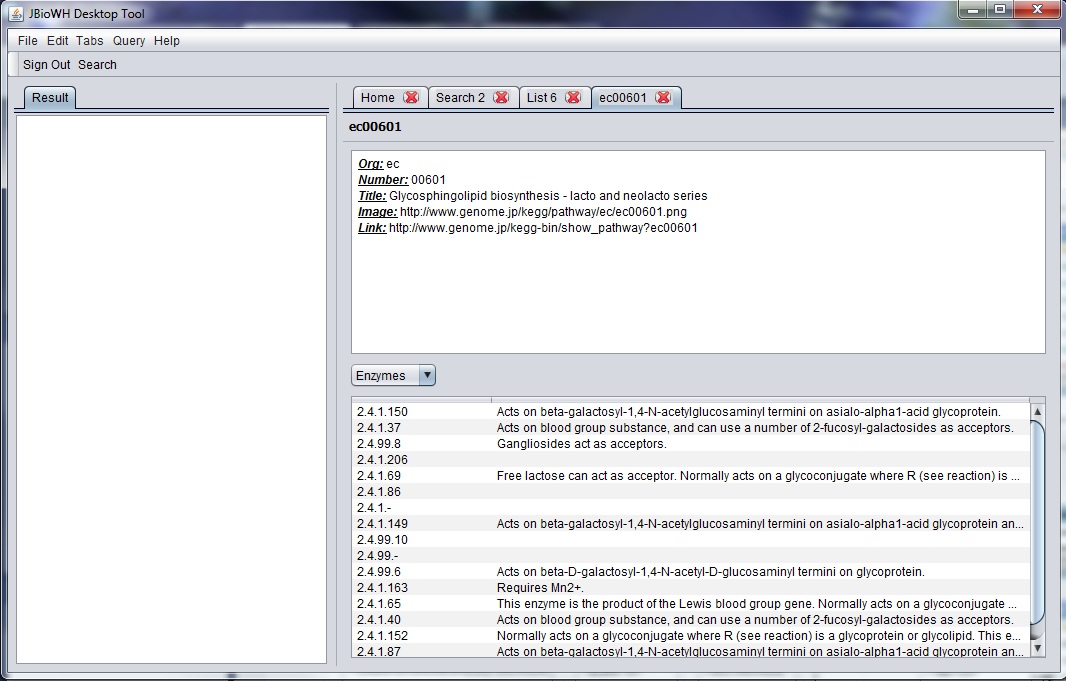 JBioWH Desktop Tool
File Edit Tabs Query Help
Sign Out Search
Result
Home Search 2 List 6 ec00601
ec00601
Org: ec
Number: 00601
Title: Glycosphingolipid biosynthesis - lacto and neolacto series
Image: http://www.genome.jp/kegg/pathway/ec/ec00601.png
Link: http://www.genome.jp/kegg-bin/show_pathway?ec00601
Enzymes
2.4.1.150 Acts on beta-galactosyl-1,4-N-acetylglucosaminyl termini on asialo-alpha1-acid glycoprotein.
2.4.1.37 Acts on blood group substance, and can use a number of 2-fucosyl-galactosides as acceptors.
2.4.99.8 Gangliosides act as acceptors.
2.4.1.206
2.4.1.69 Free lactose can act as acceptor. Normally acts on a glycoconjugate where R (see reaction) is ...
2.4.1.86
2.4.1.-
2.4.1.149 Acts on beta-galactosyl-1,4-N-acetylglucosaminyl termini on asialo-alpha1-acid glycoprotein an...
2.4.99.10
2.4.99.-
2.4.99.6 Acts on beta-D-galactosyl-1,4-N-acetyl-D-glucosaminyl termini on glycoprotein.
2.4.1.163 Requires Mn2+.
2.4.1.65 This enzyme is the product of the Lewis blood group gene. Normally acts on a glycoconjugate ...
2.4.1.40 Acts on blood group substance, and can use a number of 2-fucosyl-galactosides as acceptors.
2.4.1.152 Normally acts on a glycoconjugate where R (see reaction) is a glycoprotein or glycolipid. This e...
2.4.1.87 Acts on beta-galactosyl-1,4-N-acetylglucosaminyl termini on asialo-alpha1-acid glycoprotein an...